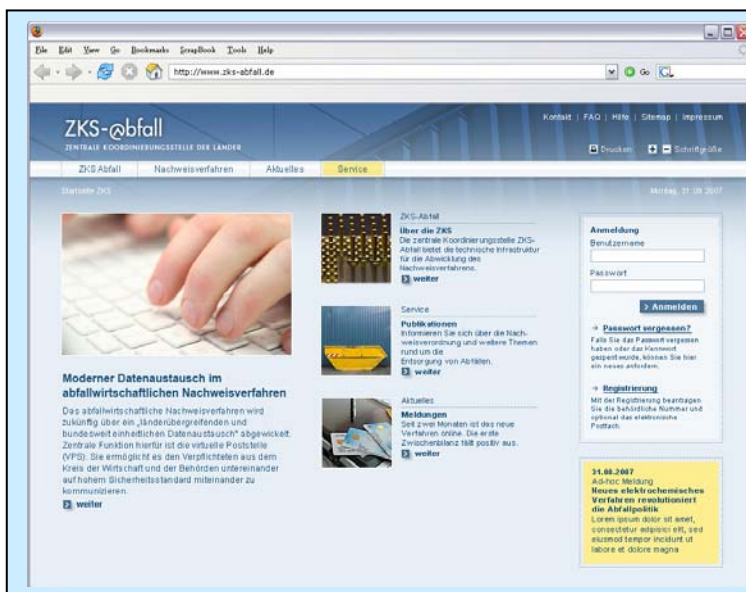 File Edit View Go Bookmarks ScrapBook Tools Help
http://www.zks-abfall.de
Go
Kontakt | FAQ | Hilfe | Sitemap | Impressum
ZKS-@bfall
ZENTRALE KOORDINIERUNGSSTELLE DER LÄNDER
Drucken + - Schriftgröße
ZKS Abfall Nachweisverfahren Aktuelles Service
Startseite ZKS
2007
Moderner Datenaustausch im
abfallwirtschaftlichen Nachweisverfahren
Das abfallwirtschaftliche Nachweisverfahren wird
zukünftig über ein „länderübergreifenden und
bundesweit einheitlichen Datenaustausch" abgewickelt.
Zentrale Funktion hierfür ist die virtuelle Poststelle
(VPS). Sie ermöglicht es den Verpflichteten aus dem
Kreis der Wirtschaft und der Behörden untereinander
auf hohem Sicherheitsstandard miteinander zu
kommunizieren.
weiter
ZKS-Abfall
Über die ZKS
Die zentrale Koordinierungsstelle ZKS-
Abfall bietet die technische Infrastruktur
für die Abwicklung des
Nachweisverfahrens.
weiter
Service
Publikationen
Informieren Sie sich über die Nach-
weisverordnung und weitere Themen
rund um die
Entsorgung von Abfällen.
weiter
Aktuelles
Meldungen
Seit zwei Monaten ist das neue
Verfahren online. Die erste
Zwischenbilanz fällt positiv aus.
weiter
Anmeldung
Benutzername
Passwort
> Anmelden
→ Passwort vergessen?
Falls Sie das Passwort vergessen
haben oder das Kennwort
gesperrt wurde, können Sie hier
ein neues anfordern.
→ Registrierung
Mit der Registrierung beantragen
Sie die behördliche Nummer und
optional das elektronische
Postfach.
31.08.2007
Ad-hoc Meldung
Neues elektrochemisches
Verfahren revolutioniert
die Abfallpolitik
Lorem ipsum dolor sit amet,
consectetur adipisici elit, sed
eiusmod tempor incidunt ut
labore et dolore magna